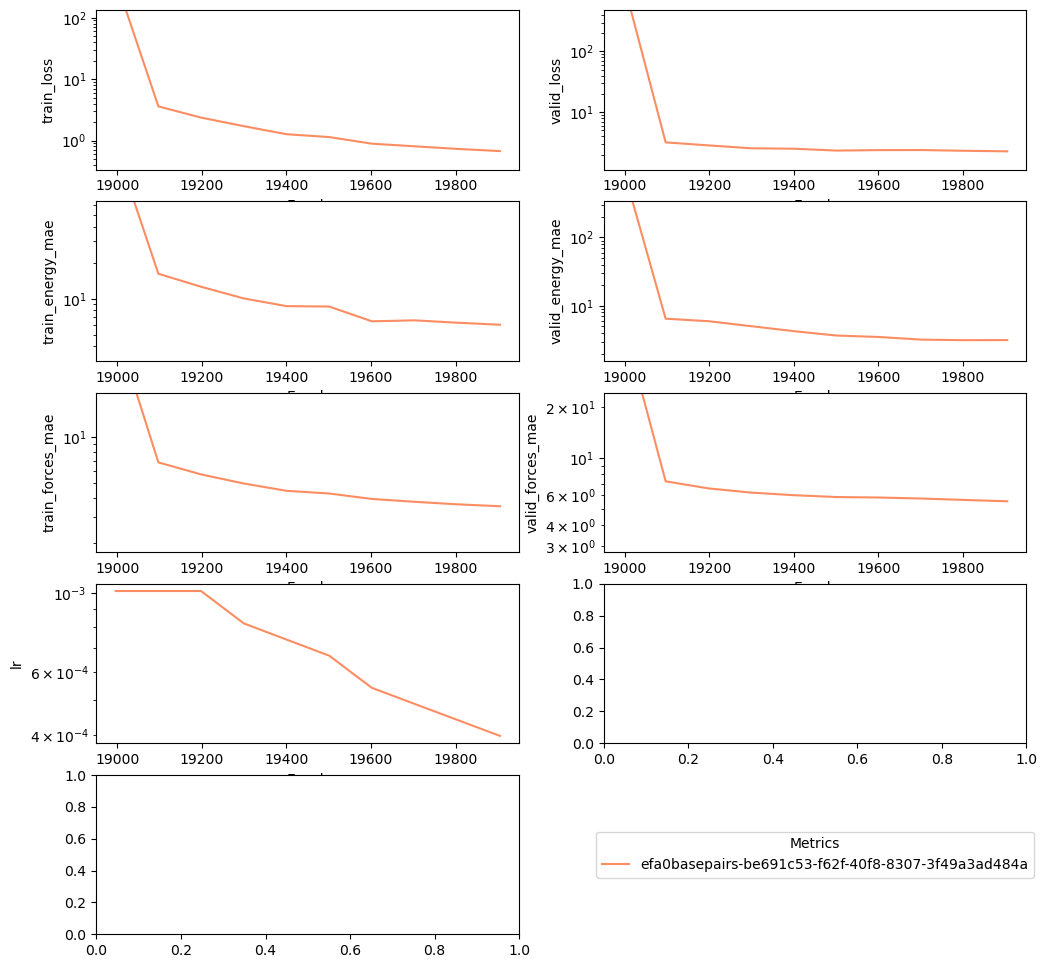 train_loss
10²
10¹
10⁰
19000 19200 19400 19600 19800
valid_loss
10²
10¹
19000 19200 19400 19600 19800
train_energy_mae
10¹
19000 19200 19400 19600 19800
valid_energy_mae
10²
10¹
19000 19200 19400 19600 19800
train_forces_mae
10¹
19000 19200 19400 19600 19800
valid_forces_mae
2 × 10¹
10¹
6 × 10⁰
4 × 10⁰
3 × 10⁰
19000 19200 19400 19600 19800
lr
10⁻³
6 × 10⁻⁴
4 × 10⁻⁴
19000 19200 19400 19600 19800
1.0
0.8
0.6
0.4
0.2
0.0
0.0 0.2 0.4 0.6 0.8 1.0
1.0
0.8
0.6
0.4
0.2
0.0
0.0 0.2 0.4 0.6 0.8 1.0
Metrics
efa0basepairs-be691c53-f62f-40f8-8307-3f49a3ad484a